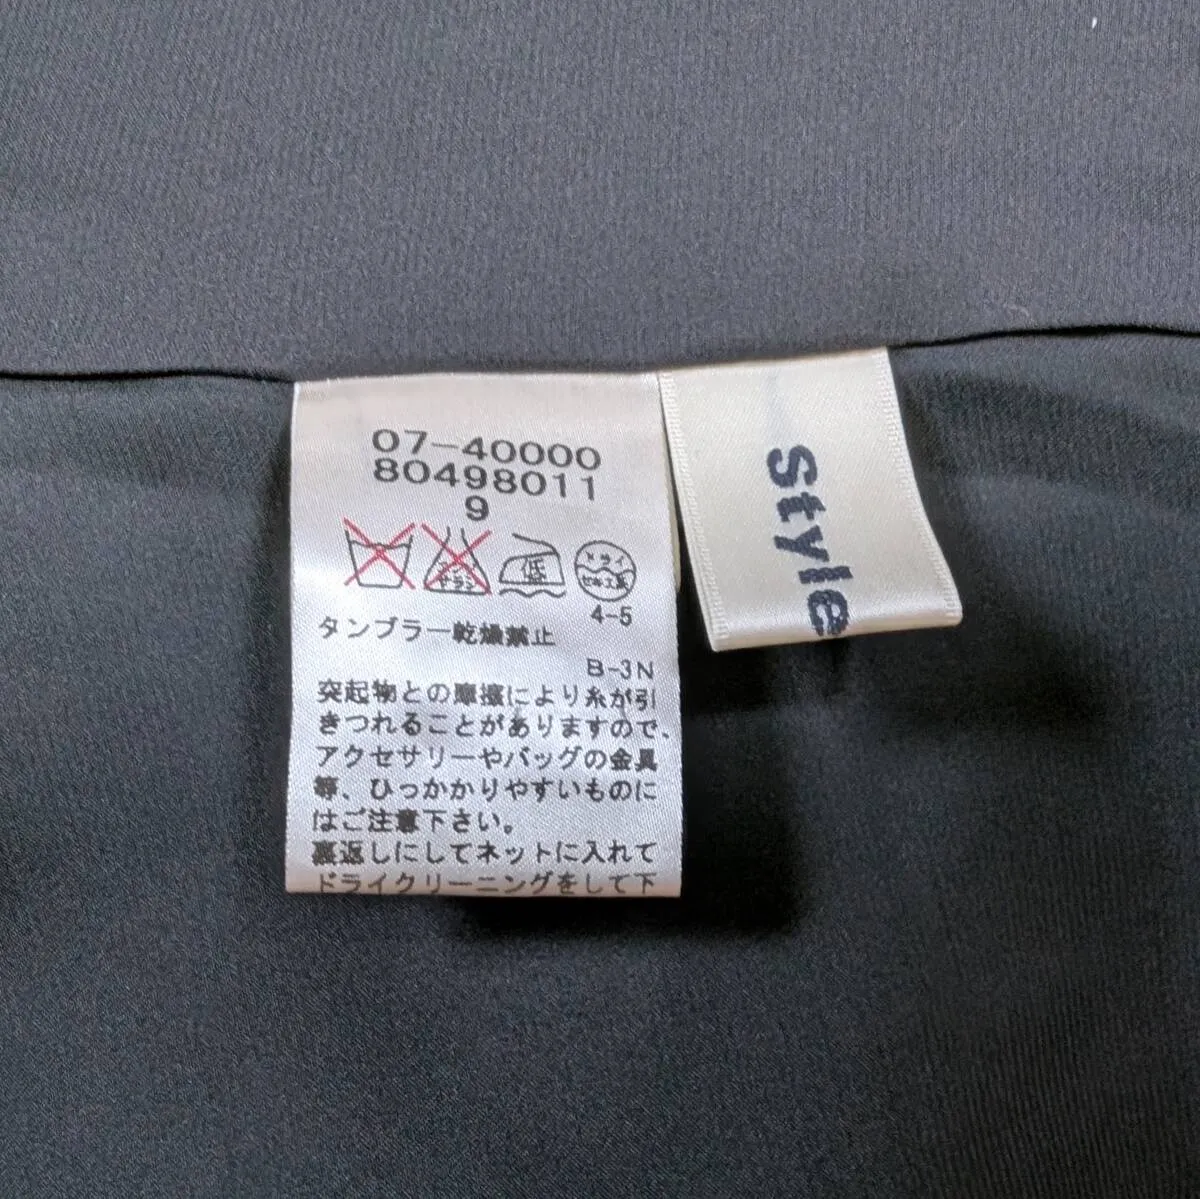 07-40000
80498011
9
低
ドライ
セキユ系
4-5
タンブラー乾燥禁止
B-3N
突起物との摩擦により糸が引
きつれることがありますので、
アクセサリーやバッグの金具
等、ひっかかりやすいものに
はご注意下さい。
裏返しにしてネットに入れて
ドライクリーニングをして下
Style